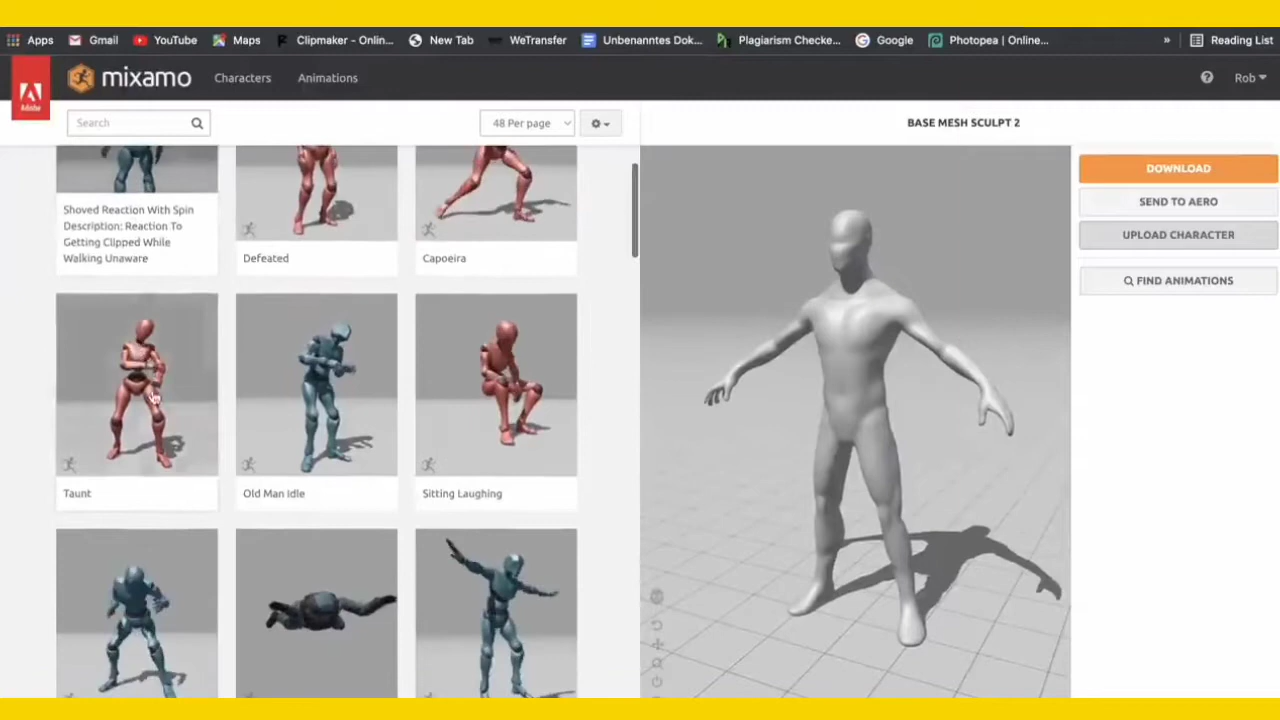 Apps Gmail YouTube Maps Clipmaker - Onlin... New Tab WeTransfer Unbenanntes Dok... Plagiarism Checke... Google Photopea | Online... » Reading List
Adobe
mixamo Characters Animations Rob
Search 48 Per page
BASE MESH SCULPT 2
DOWNLOAD
SEND TO AERO
UPLOAD CHARACTER
FIND ANIMATIONS
Shoved Reaction With Spin
Description: Reaction To
Getting Clipped While
Walking Unaware
Defeated
Capoeira
Taunt
Old Man Idle
Sitting Laughing